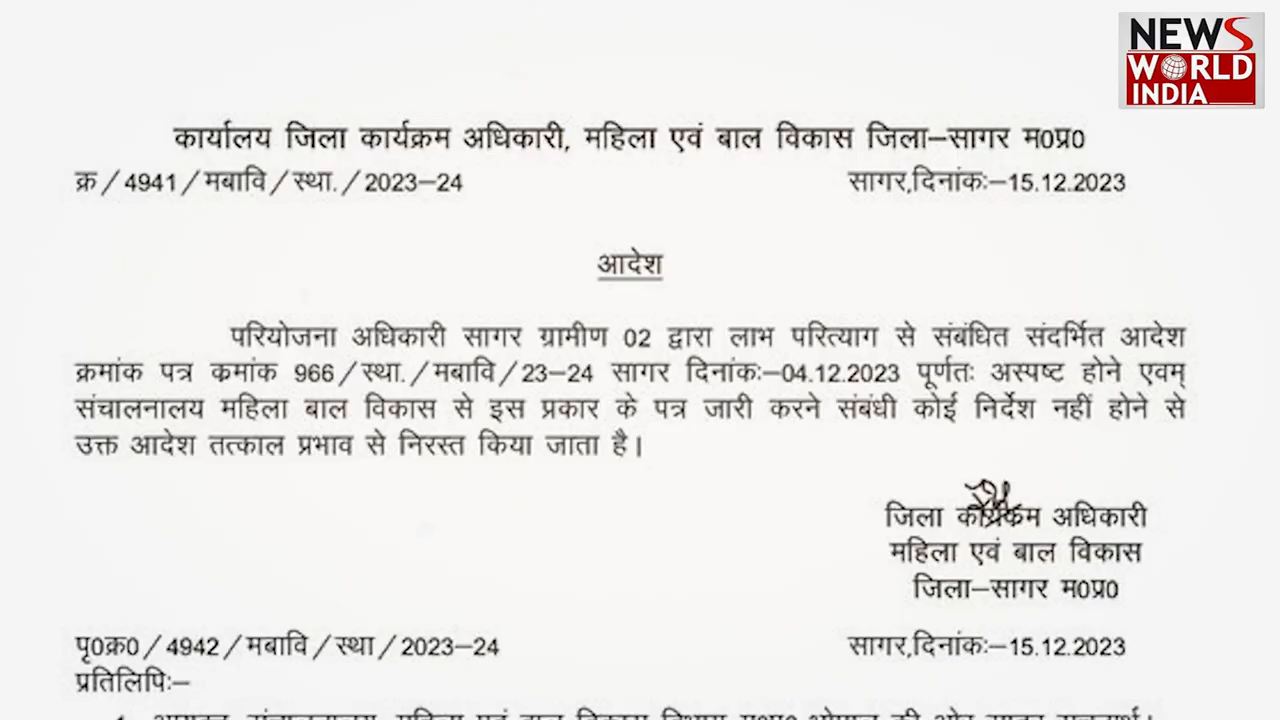 NEWS
WORLD
INDIA
कार्यालय जिला कार्यक्रम अधिकारी, महिला एवं बाल विकास जिला–सागर म0प्र0
क्र/4941/मबावि/स्था./2023–24 सागर,दिनांकः–15.12.2023
आदेश
परियोजना अधिकारी सागर ग्रामीण 02 द्वारा लाभ परित्याग से संबंधित संदर्भित आदेश
क्रमांक पत्र कमांक 966/स्था./मबावि/23–24 सागर दिनांकः–04.12.2023 पूर्णतः अस्पष्ट होने एवम्
संचालनालय महिला बाल विकास से इस प्रकार के पत्र जारी करने संबंधी कोई निर्देश नहीं होने से
उक्त आदेश तत्काल प्रभाव से निरस्त किया जाता है।
जिला कार्यक्रम अधिकारी
महिला एवं बाल विकास
जिला–सागर म0प्र0
पृ0क्र0/4942/मबावि/स्था/2023–24 सागर,दिनांकः–15.12.2023
प्रतिलिपिः–